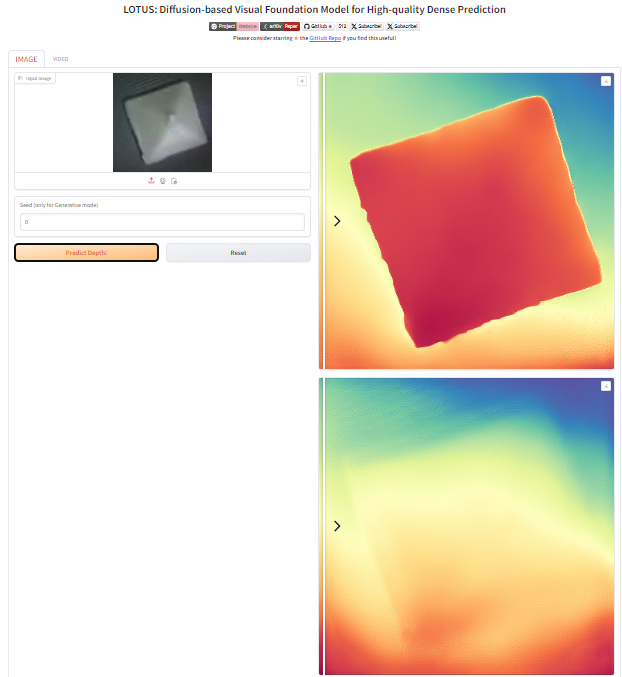 LOTUS: Diffusion-based Visual Foundation Model for High-quality Dense Prediction
Project Website arXiv Paper GitHub 512 Subscribe! Subscribe!
Please consider starring the GitHub Repo if you find this useful!
IMAGE VIDEO
Input Image
Seed (only for Generative mode)
0
Predict Depth! Reset